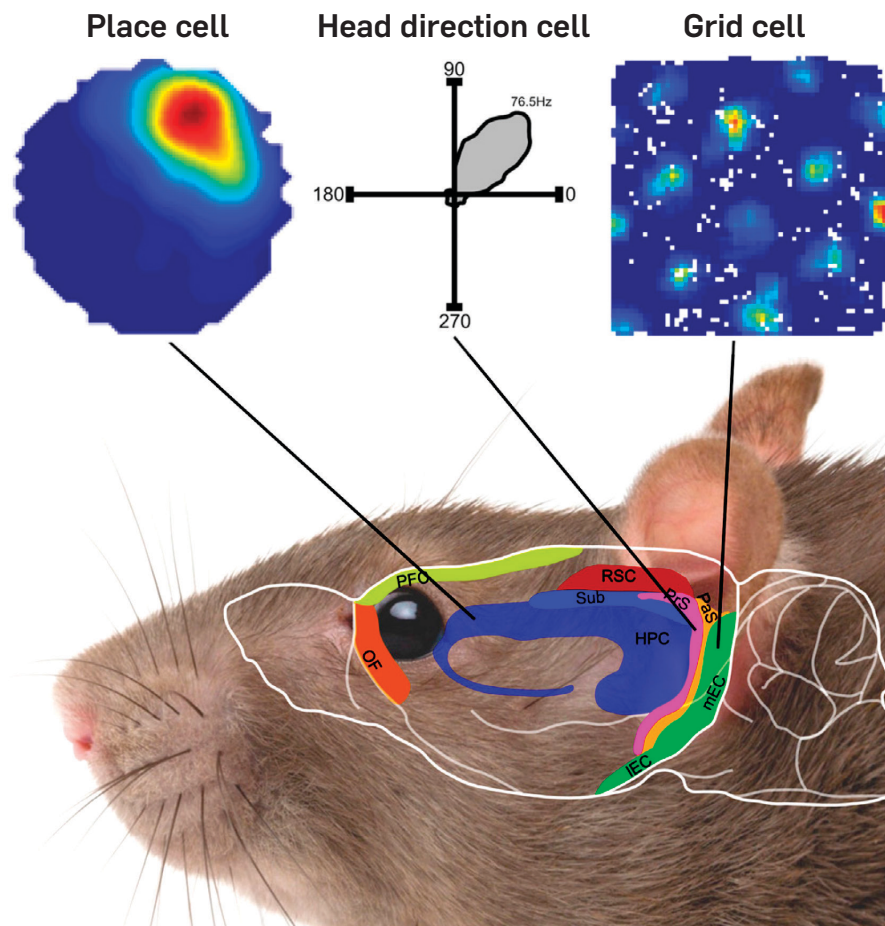 Place cell
Head direction cell
Grid cell
90
76.5Hz
180
0
270
PFC
RSC
Sub
PrS
PaS
OF
HPC
mEC
lEC